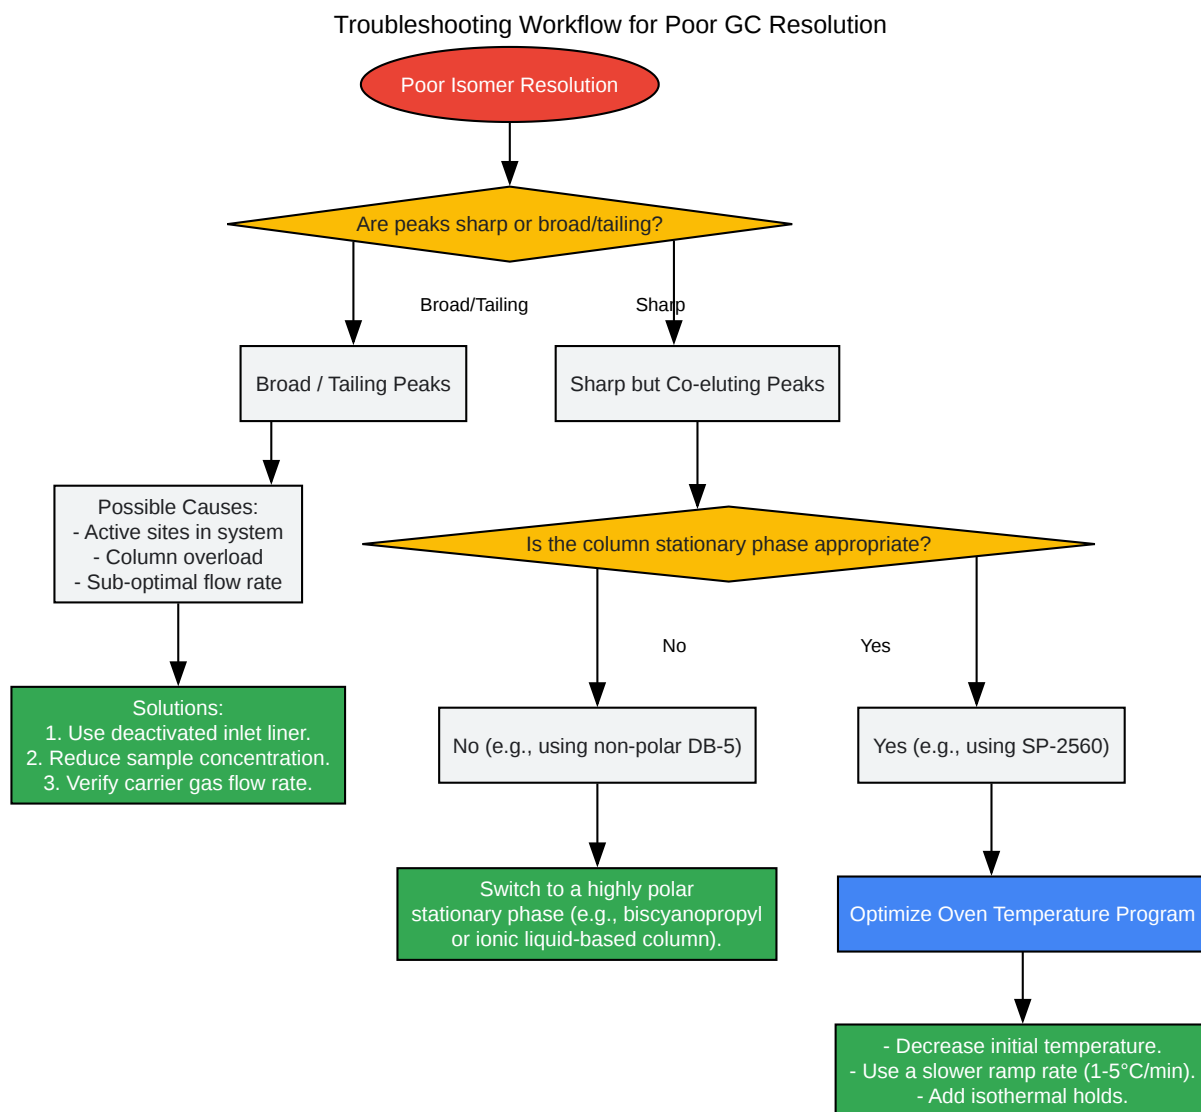 Troubleshooting Workflow for Poor GC Resolution
Poor Isomer Resolution
Are peaks sharp or broad/tailing?
Broad/Tailing
Sharp
Broad / Tailing Peaks
Sharp but Co-eluting Peaks
Possible Causes:
- Active sites in system
- Column overload
- Sub-optimal flow rate
Is the column stationary phase appropriate?
No
Yes
Solutions:
1. Use deactivated inlet liner.
2. Reduce sample concentration.
3. Verify carrier gas flow rate.
No (e.g., using non-polar DB-5)
Yes (e.g., using SP-2560)
Switch to a highly polar
stationary phase (e.g., biscyanopropyl
or ionic liquid-based column).
Optimize Oven Temperature Program
- Decrease initial temperature.
- Use a slower ramp rate (1-5°C/min).
- Add isothermal holds.